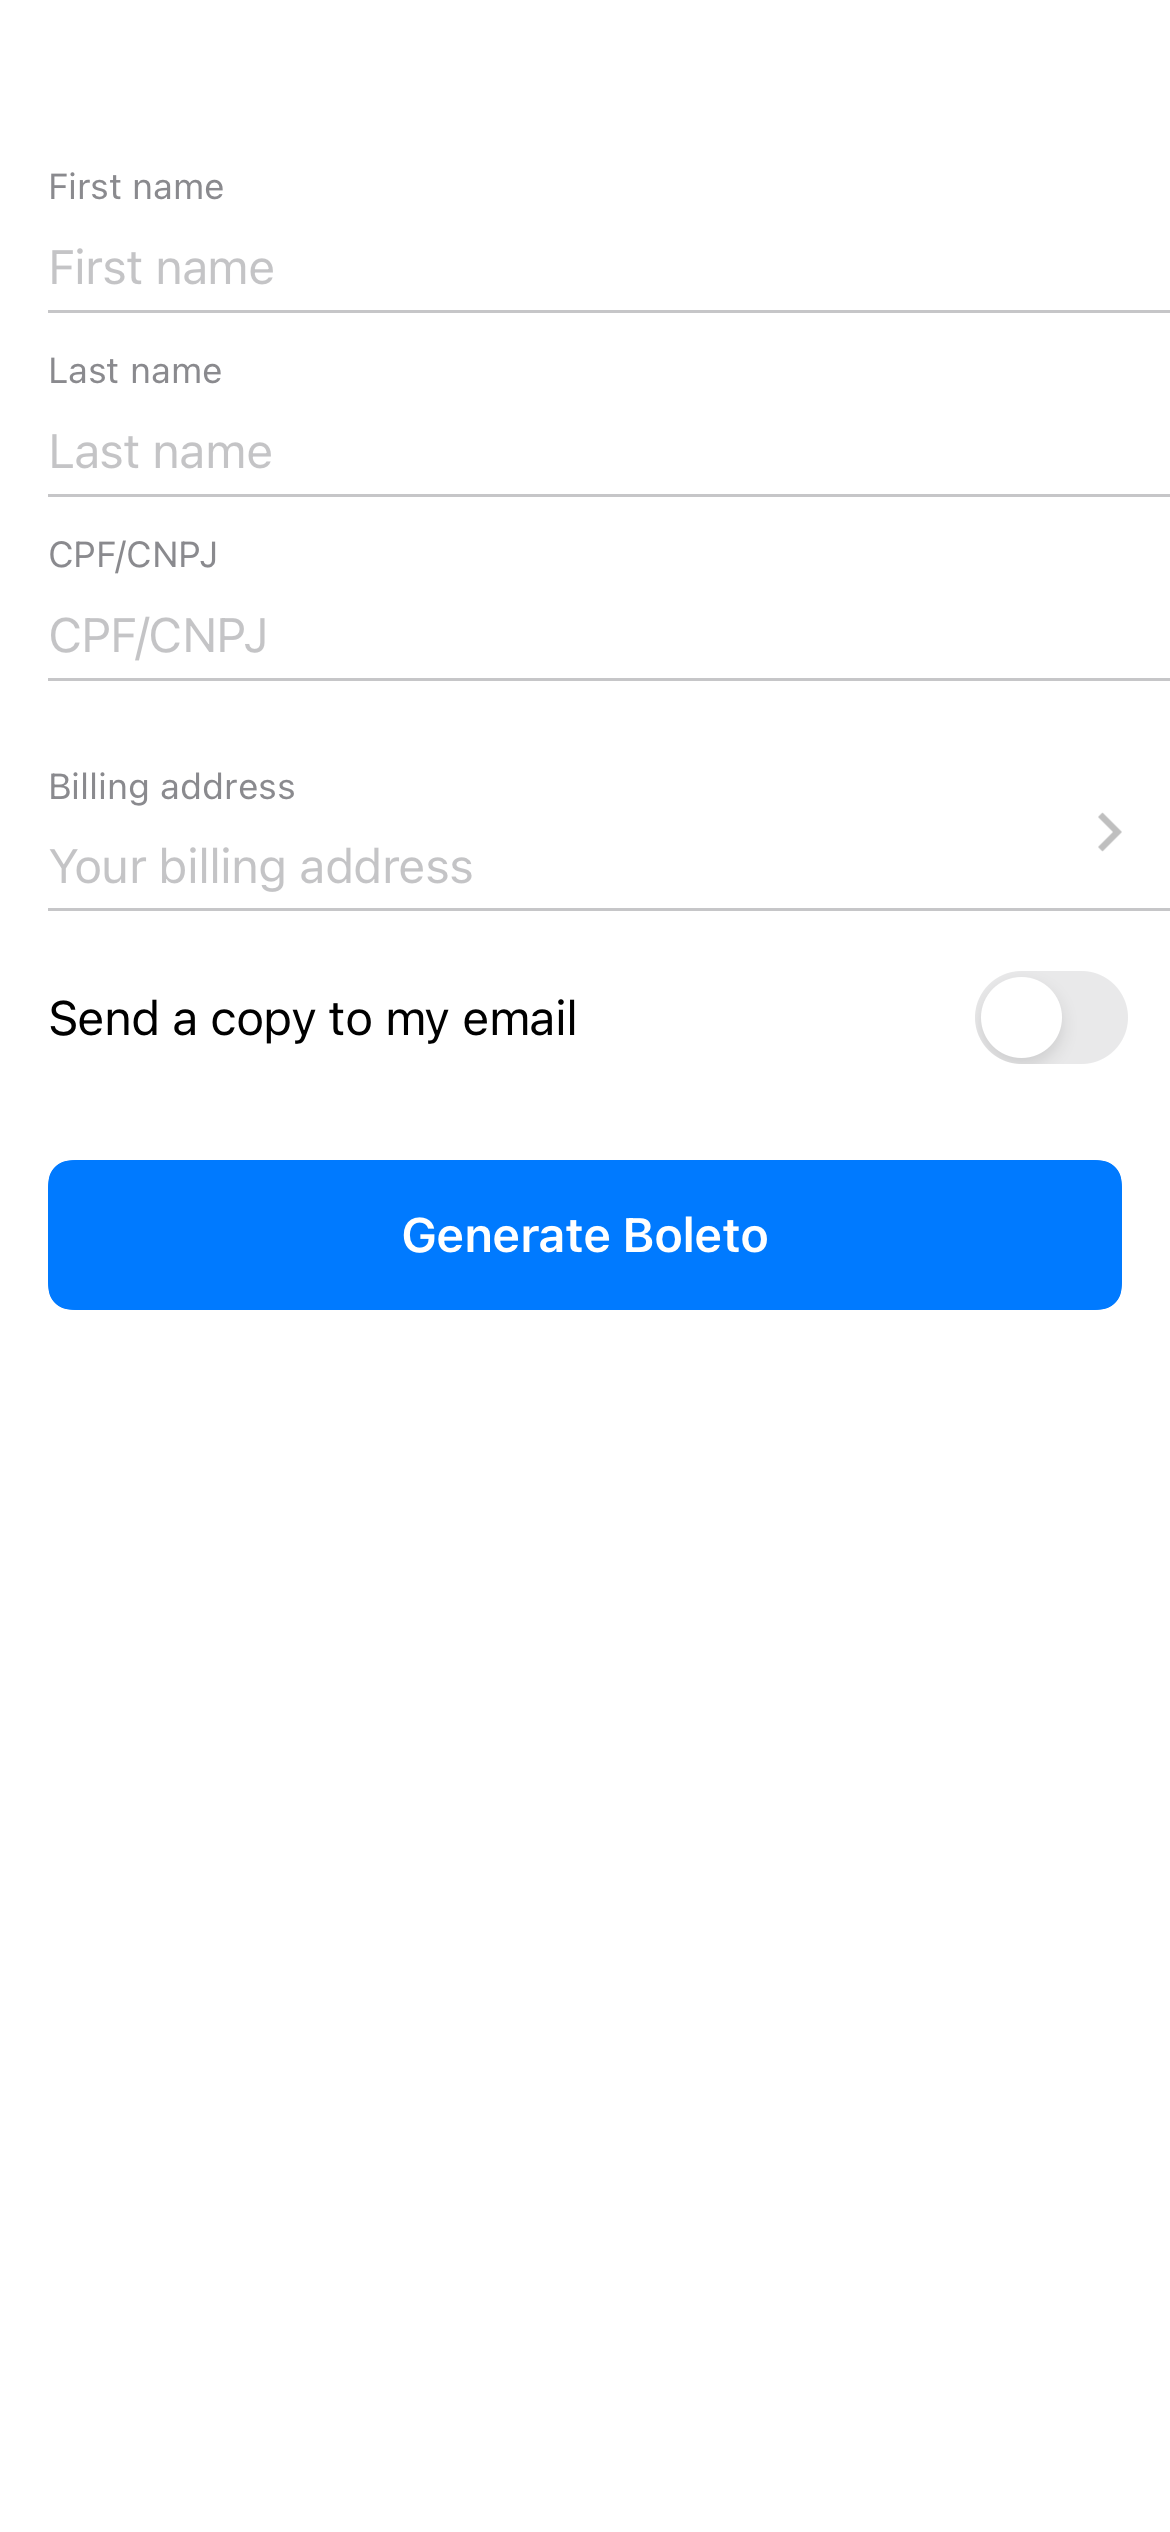 First name
First name
Last name
Last name
CPF/CNPJ
CPF/CNPJ
Billing address
Your billing address
Send a copy to my email
Generate Boleto